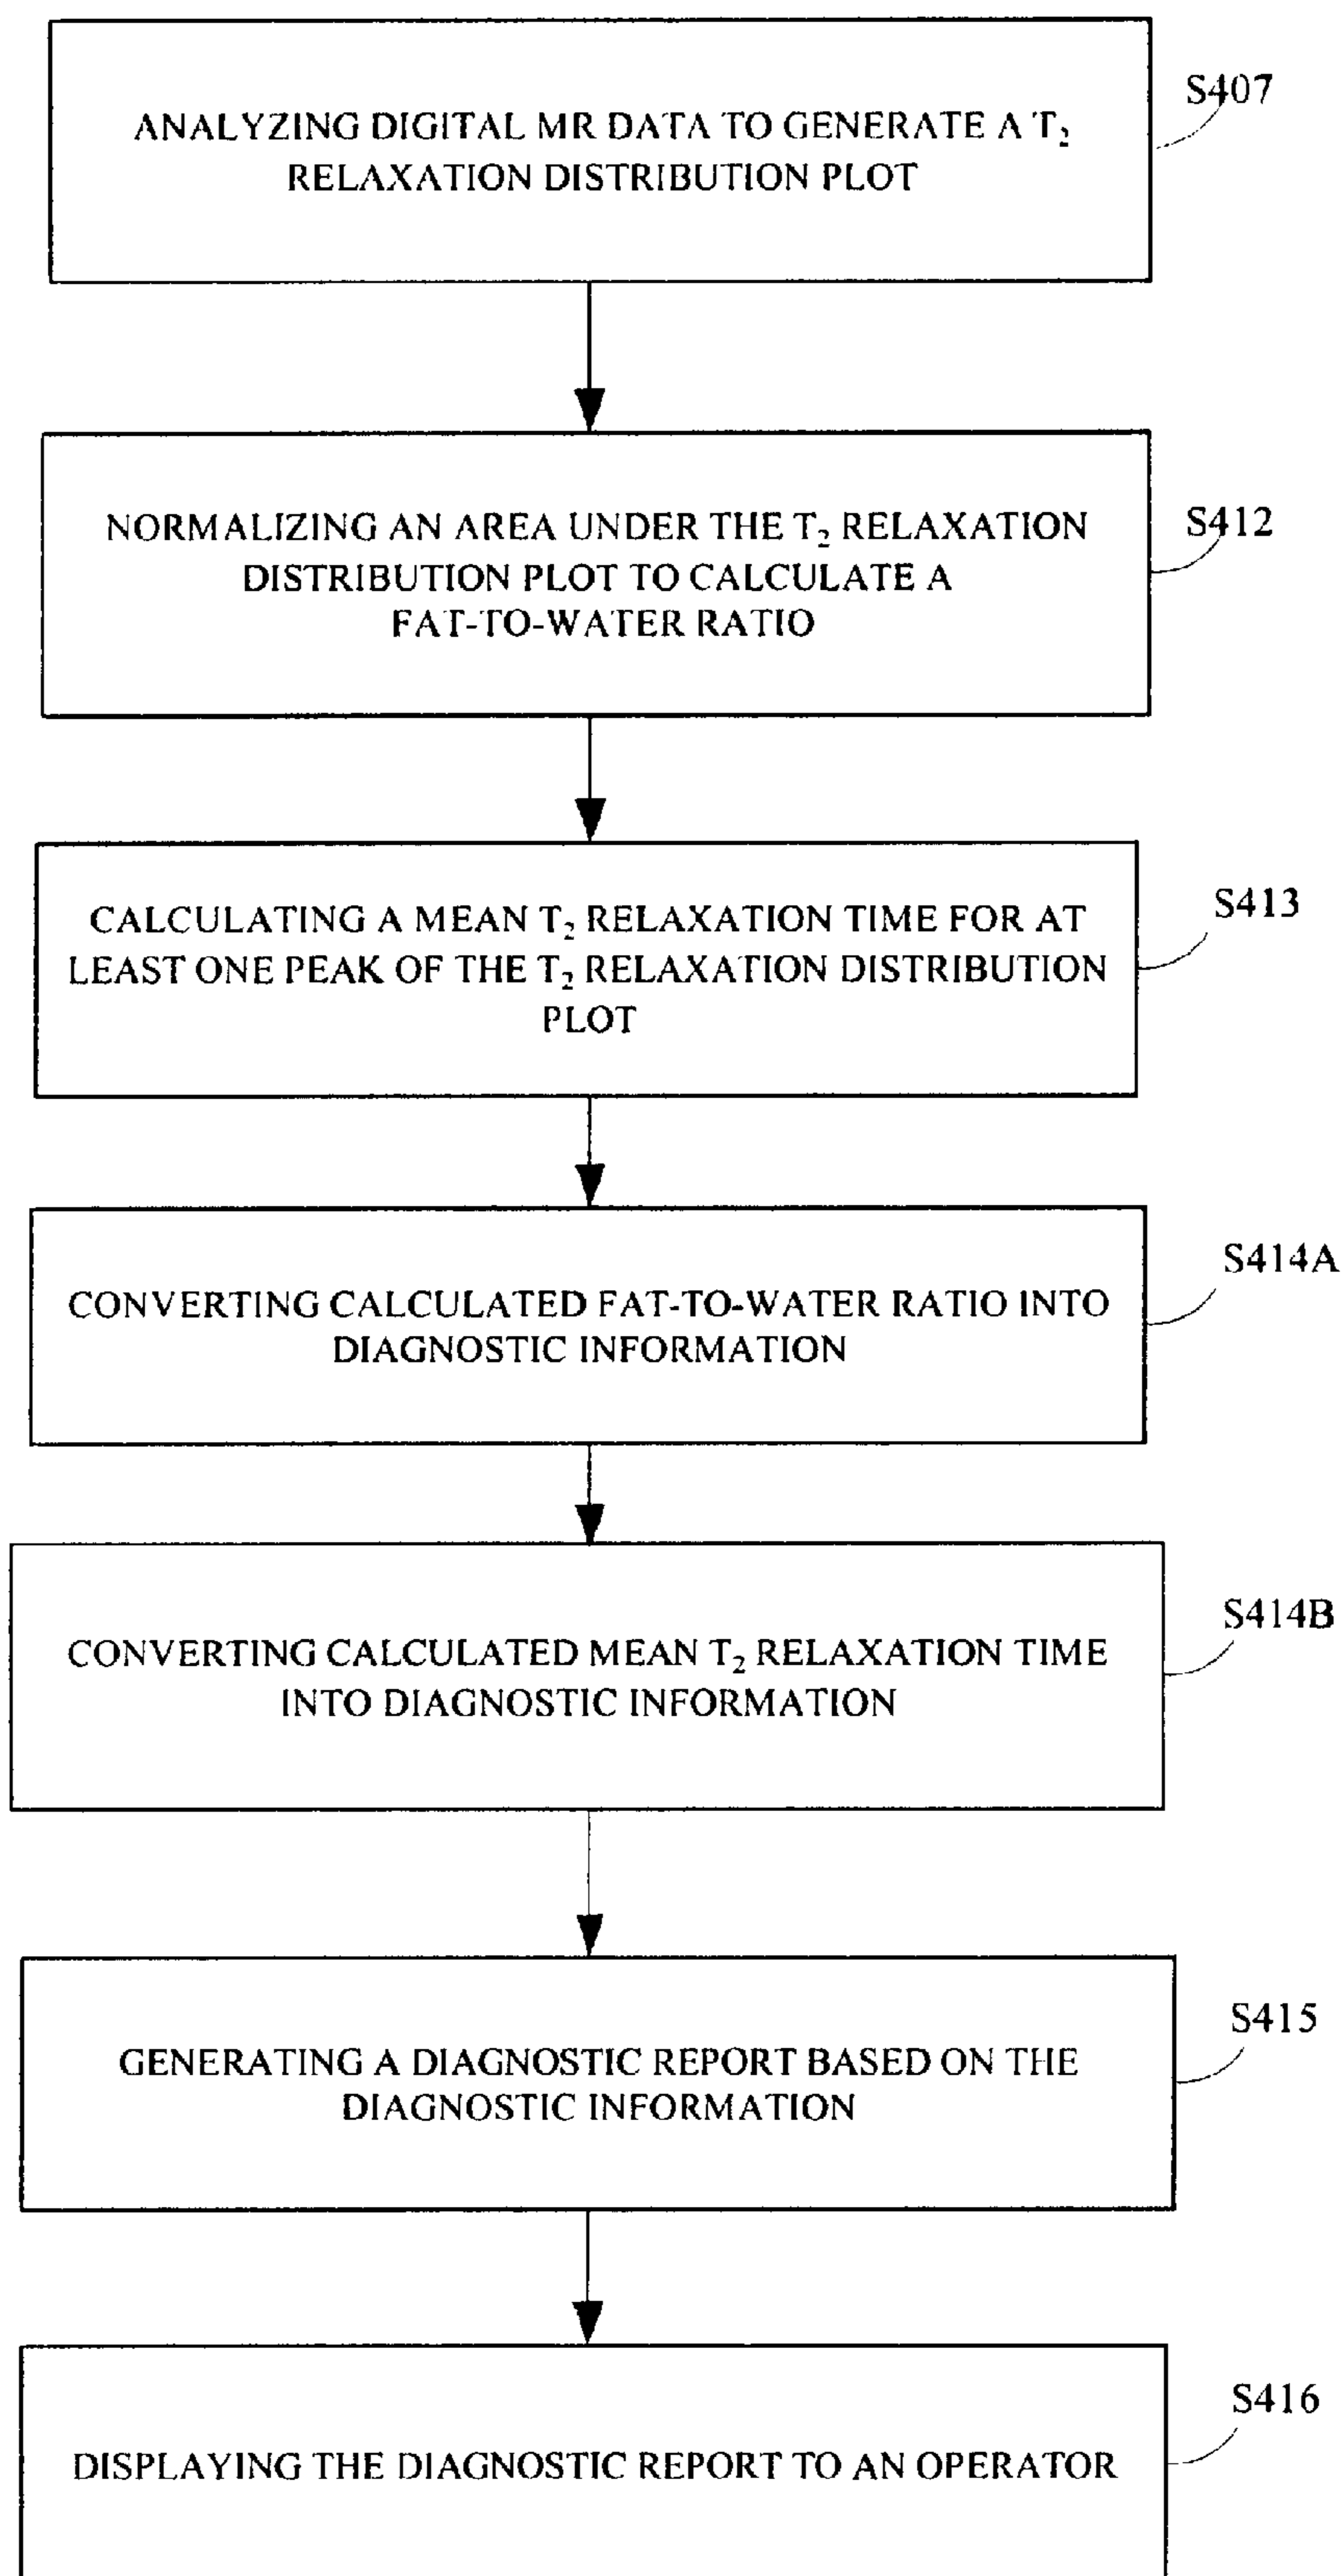 ANALYZING DIGITAL MR DATA TO GENERATE A T₂
RELAXATION DISTRIBUTION PLOT
S407
NORMALIZING AN AREA UNDER THE T₂ RELAXATION
DISTRIBUTION PLOT TO CALCULATE A
FAT-TO-WATER RATIO
S412
CALCULATING A MEAN T₂ RELAXATION TIME FOR AT
LEAST ONE PEAK OF THE T₂ RELAXATION DISTRIBUTION
PLOT
S413
CONVERTING CALCULATED FAT-TO-WATER RATIO INTO
DIAGNOSTIC INFORMATION
S414A
CONVERTING CALCULATED MEAN T₂ RELAXATION TIME
INTO DIAGNOSTIC INFORMATION
S414B
GENERATING A DIAGNOSTIC REPORT BASED ON THE
DIAGNOSTIC INFORMATION
S415
DISPLAYING THE DIAGNOSTIC REPORT TO AN OPERATOR
S416